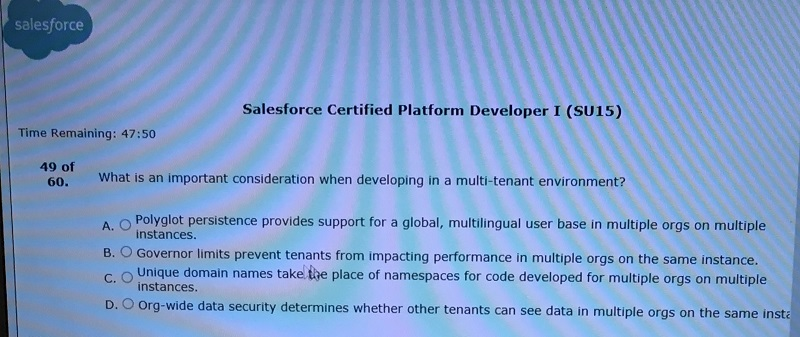 salesforce
Salesforce Certified Platform Developer I (SU15)
Time Remaining: 47:50
49 of
60.
What is an important consideration when developing in a multi-tenant environment?
A. Polyglot persistence provides support for a global, multilingual user base in multiple orgs on multiple
instances.
B. Governor limits prevent tenants from impacting performance in multiple orgs on the same instance.
C. Unique domain names take the place of namespaces for code developed for multiple orgs on multiple
instances.
D. Org-wide data security determines whether other tenants can see data in multiple orgs on the same insta